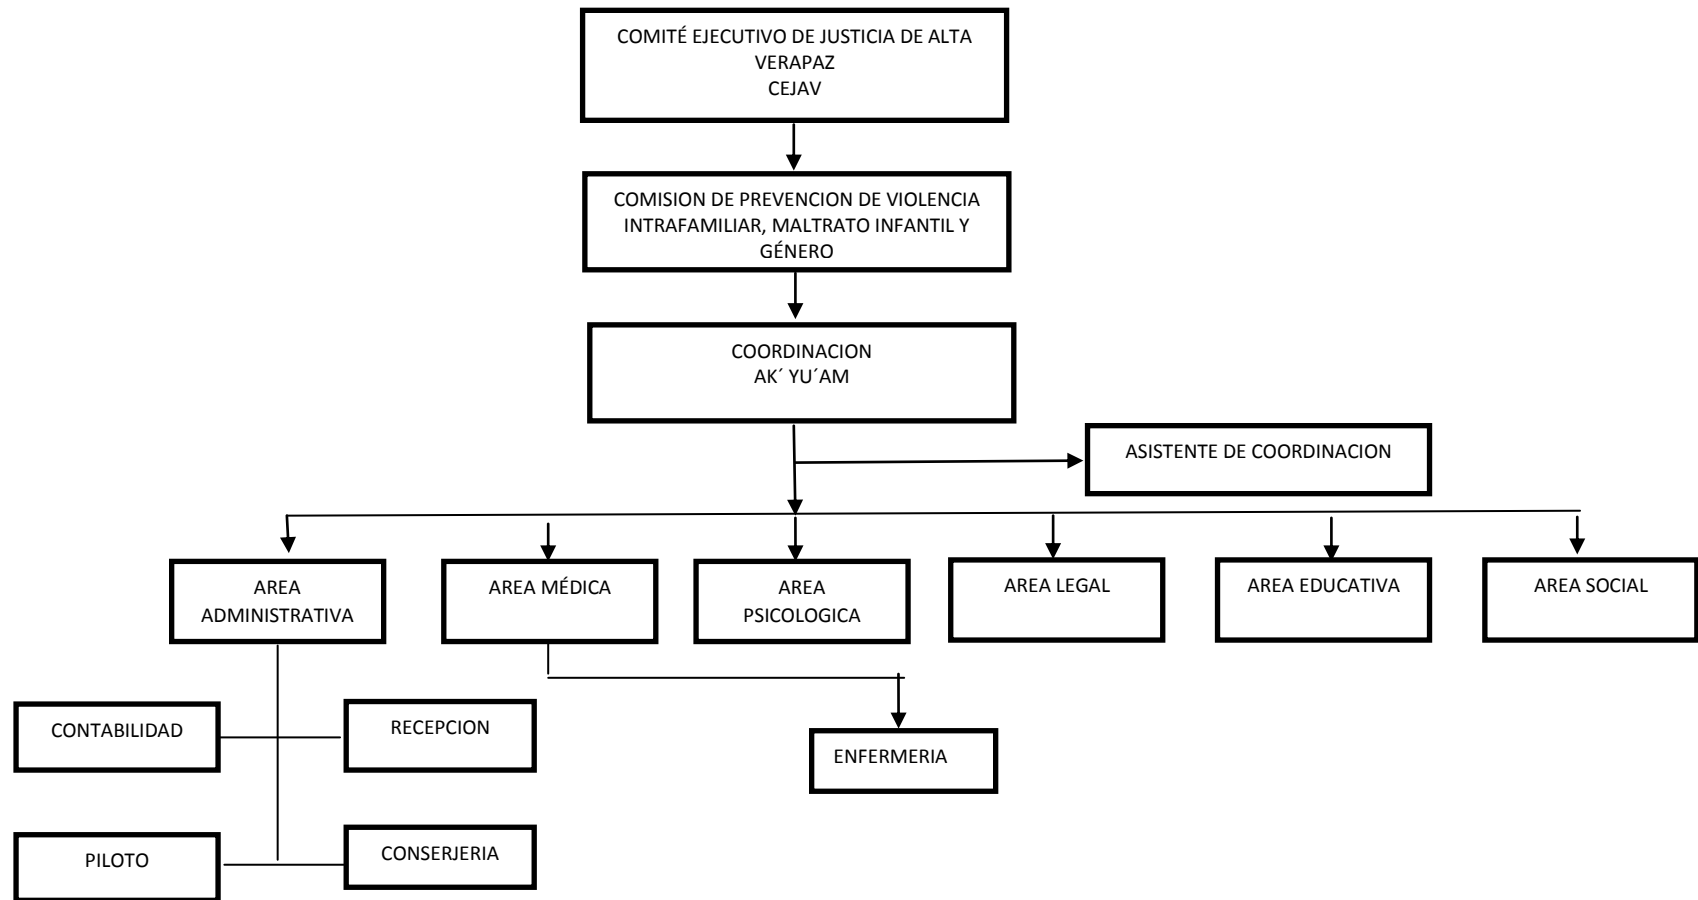 COMITÉ EJECUTIVO DE JUSTICIA DE ALTA
VERAPAZ
CEJAV
COMISION DE PREVENCION DE VIOLENCIA
INTRAFAMILIAR, MALTRATO INFANTIL Y
GÉNERO
COORDINACION
AK´ YU´AM
ASISTENTE DE COORDINACION
AREA
ADMINISTRATIVA
AREA MÉDICA
AREA
PSICOLOGICA
AREA LEGAL
AREA EDUCATIVA
AREA SOCIAL
CONTABILIDAD
RECEPCION
ENFERMERIA
PILOTO
CONSERJERIA